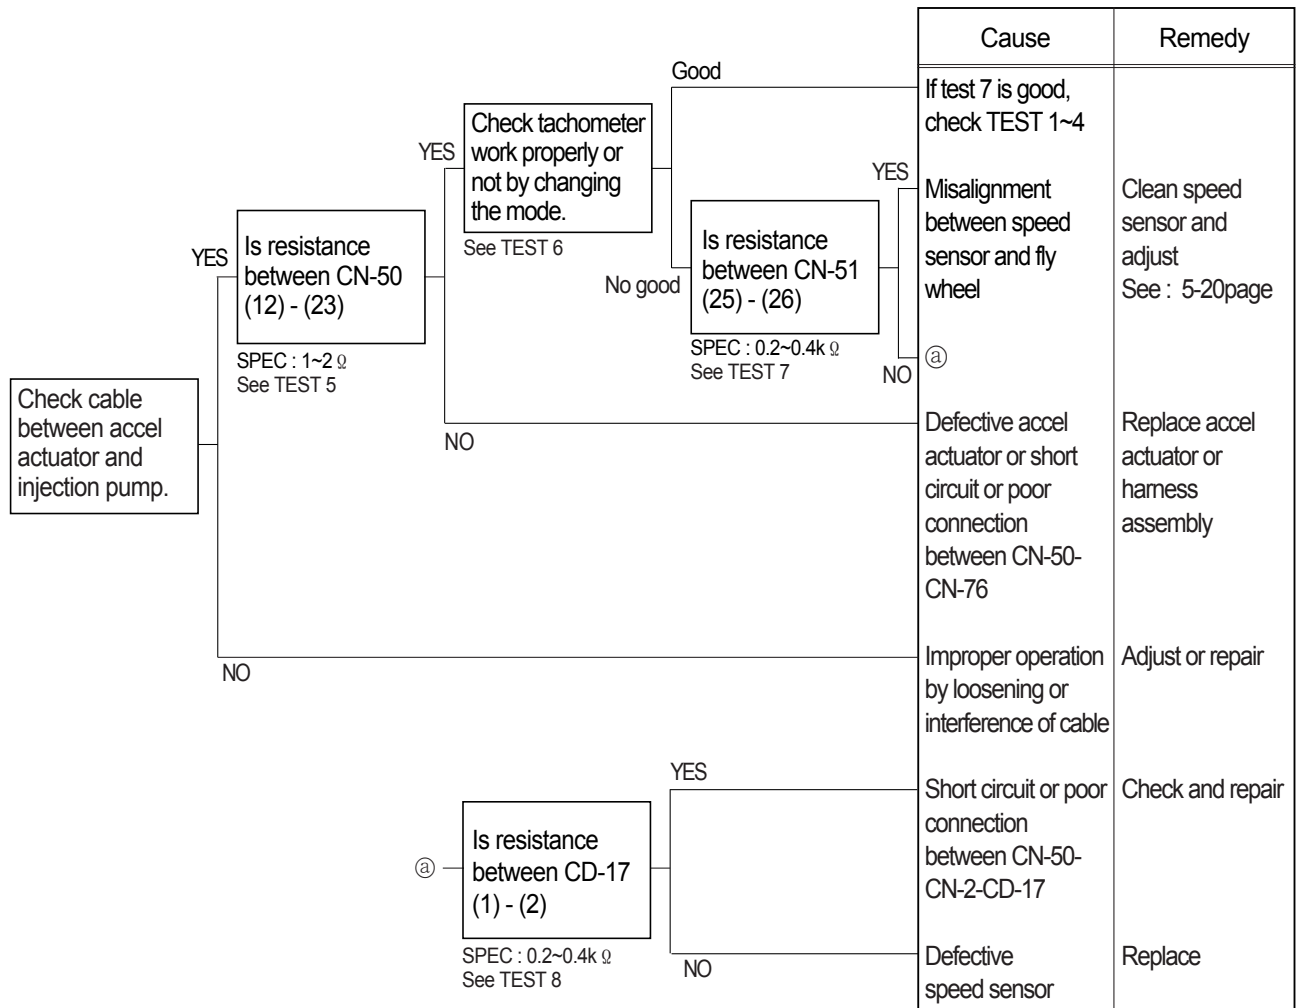 Check cable
between accel
actuator and
injection pump.
YES
NO
Is resistance
between CN-50
(12) - (23)
SPEC : 1~2 Ω
See TEST 5
YES
NO
Check tachometer
work properly or
not by changing
the mode.
See TEST 6
Good
No good
Is resistance
between CN-51
(25) - (26)
SPEC : 0.2~0.4k Ω
See TEST 7
YES
NO
Cause
Remedy
If test 7 is good,
check TEST 1~4
Misalignment
between speed
sensor and fly
wheel
Clean speed
sensor and
adjust
See : 5-20page
ⓐ
Defective accel
actuator or short
circuit or poor
connection
between CN-50-
CN-76
Replace accel
actuator or
harness
assembly
Improper operation
by loosening or
interference of cable
Adjust or repair
ⓐ
Is resistance
between CD-17
(1) - (2)
SPEC : 0.2~0.4k Ω
See TEST 8
YES
NO
Short circuit or poor
connection
between CN-50-
CN-2-CD-17
Check and repair
Defective
speed sensor
Replace